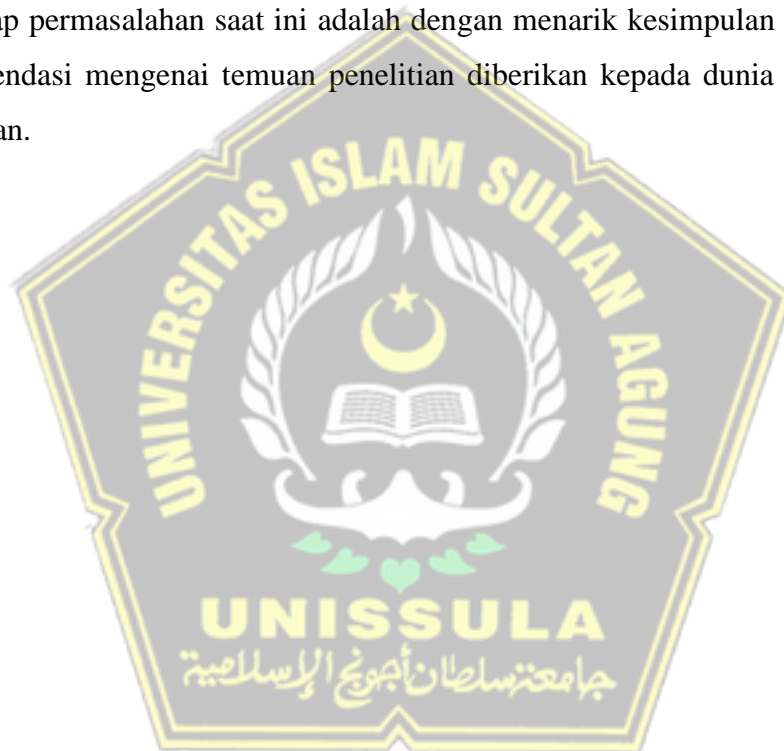 ap permasalahan saat ini adalah dengan menarik kesimpulan
endasi mengenai temuan penelitian diberikan kepada dunia
an.
UNIVERSITAS ISLAM SULTAN AGUNG
UNISSULA
جامعة سلطان أجونج الإسلامية